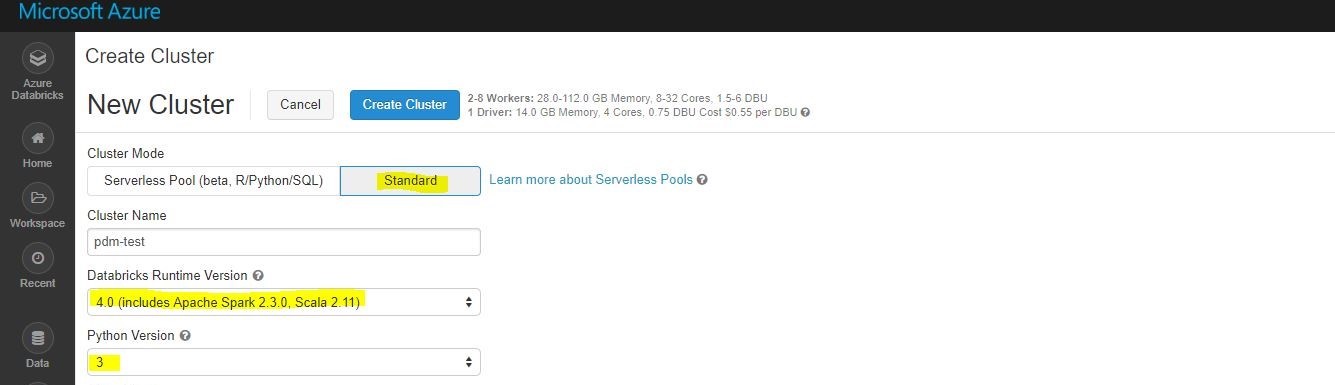 Microsoft Azure
Azure
Databricks
Home
Workspace
Recent
Data
Create Cluster
New Cluster
Cancel
Create Cluster
2-8 Workers: 28.0-112.0 GB Memory, 8-32 Cores, 1.5-6 DBU
1 Driver: 14.0 GB Memory, 4 Cores, 0.75 DBU Cost $0.55 per DBU ?
Cluster Mode
Serverless Pool (beta, R/Python/SQL)
Standard
Learn more about Serverless Pools ?
Cluster Name
pdm-test
Databricks Runtime Version ?
4.0 (includes Apache Spark 2.3.0, Scala 2.11)
Python Version ?
3